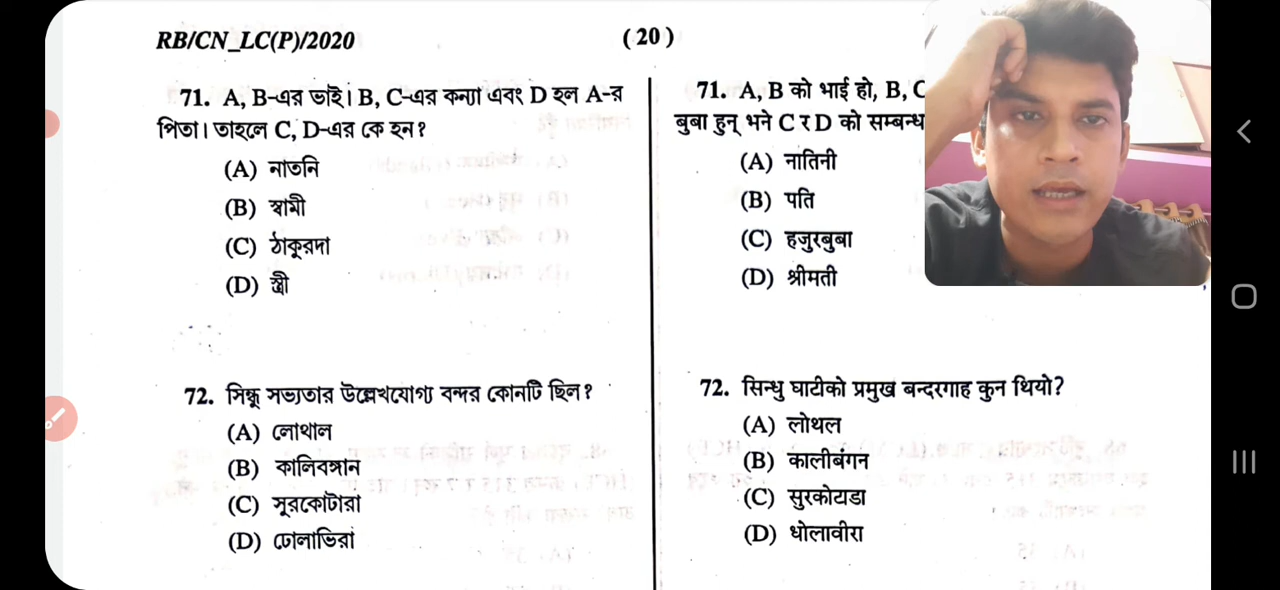 RB/CN_LC(P)/2020
(20)
71. A, B-এর ভাই। B, C-এর কন্যা এবং D হল A-র
পিতা। তাহলে C, D-এর কে হন?
(A) নাতনি
(B) স্বামী
(C) ঠাকুরদা
(D) স্ত্রী
72. সিন্ধু সভ্যতার উল্লেখযোগ্য বন্দর কোনটি ছিল?
(A) লোথাল
(B) কালিবঙ্গান
(C) সুরকোটারা
(D) ঢোলাভিরা
71. A, B को भाई हो, B, C
बुबा हुन् भने C र D को सम्बन्ध
(A) नातिनी
(B) पति
(C) हजुरबुबा
(D) श्रीमती
72. सिन्धु घाटीको प्रमुख बन्दरगाह कुन थियो?
(A) लोथल
(B) कालीबंगन
(C) सुरकोटाडा
(D) धोलावीरा